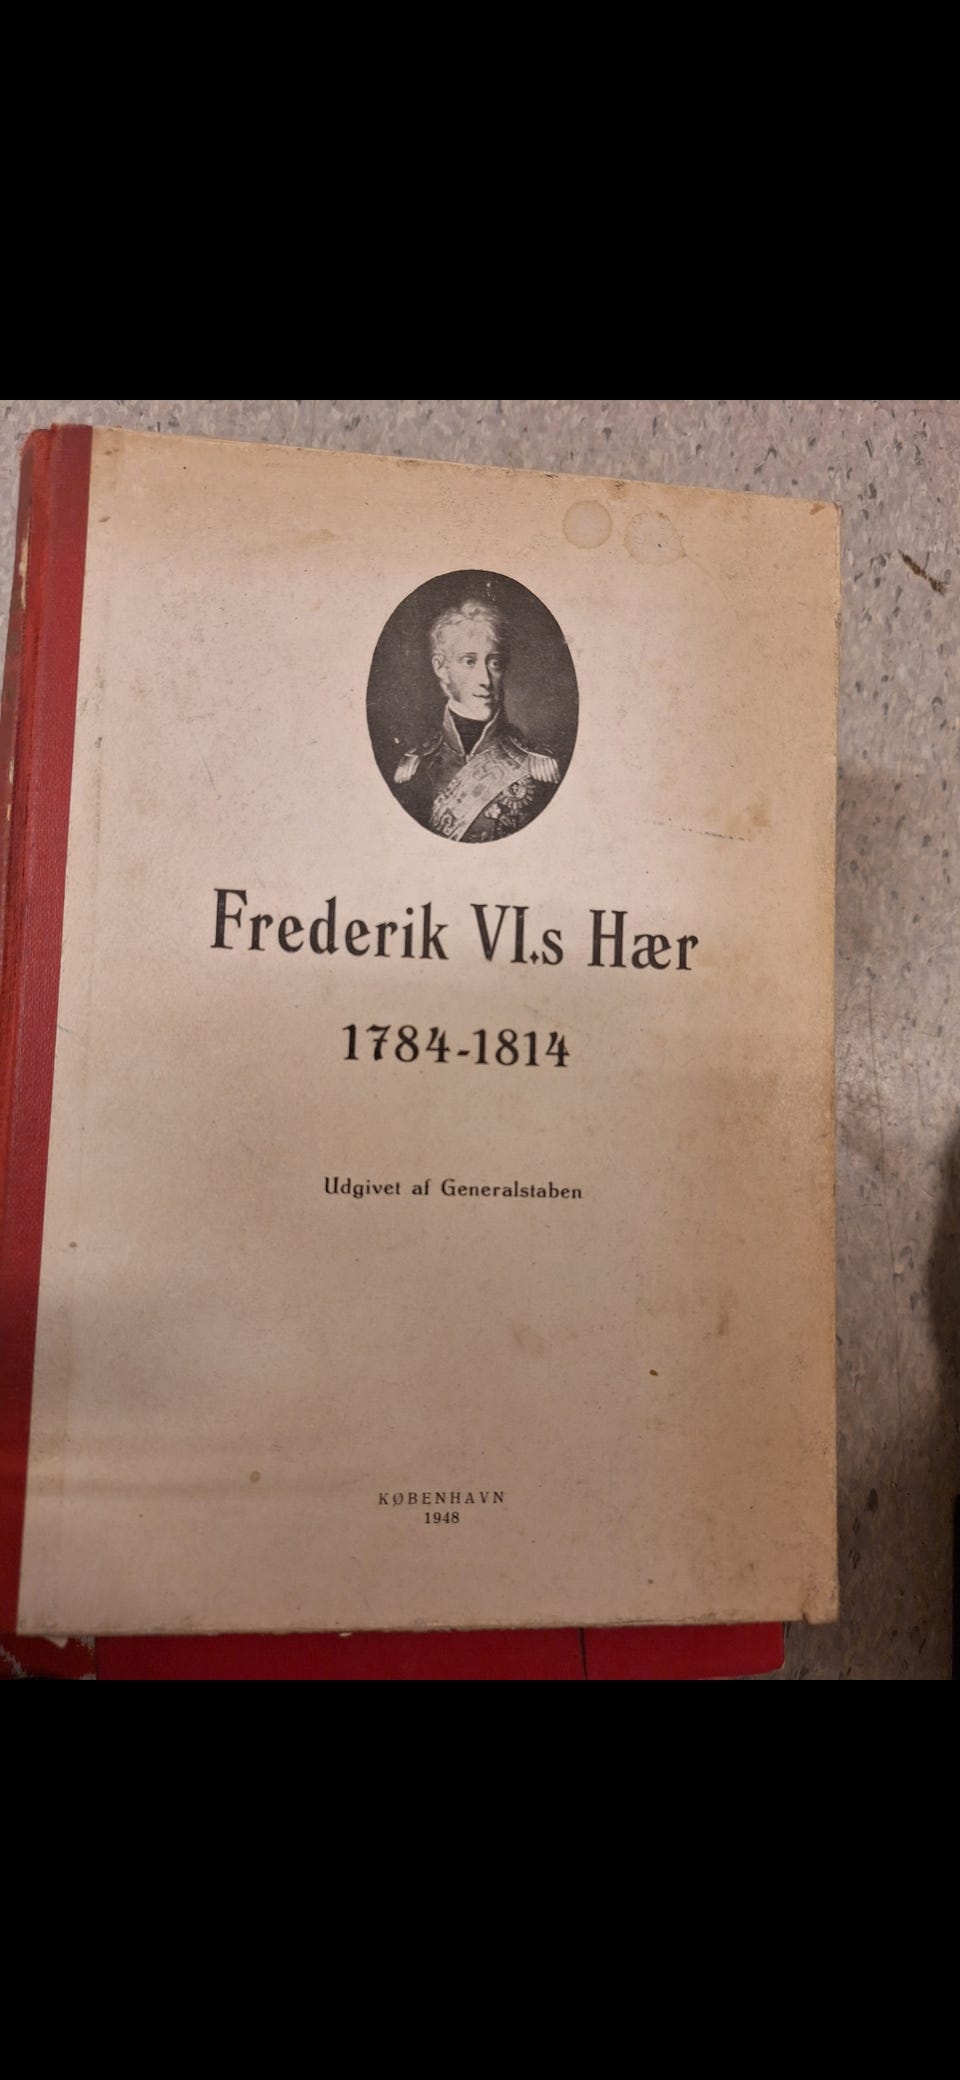 Frederik VI.s Hær
1784-1814
Udgivet af Generalstaben
KØBENHAVN
1948